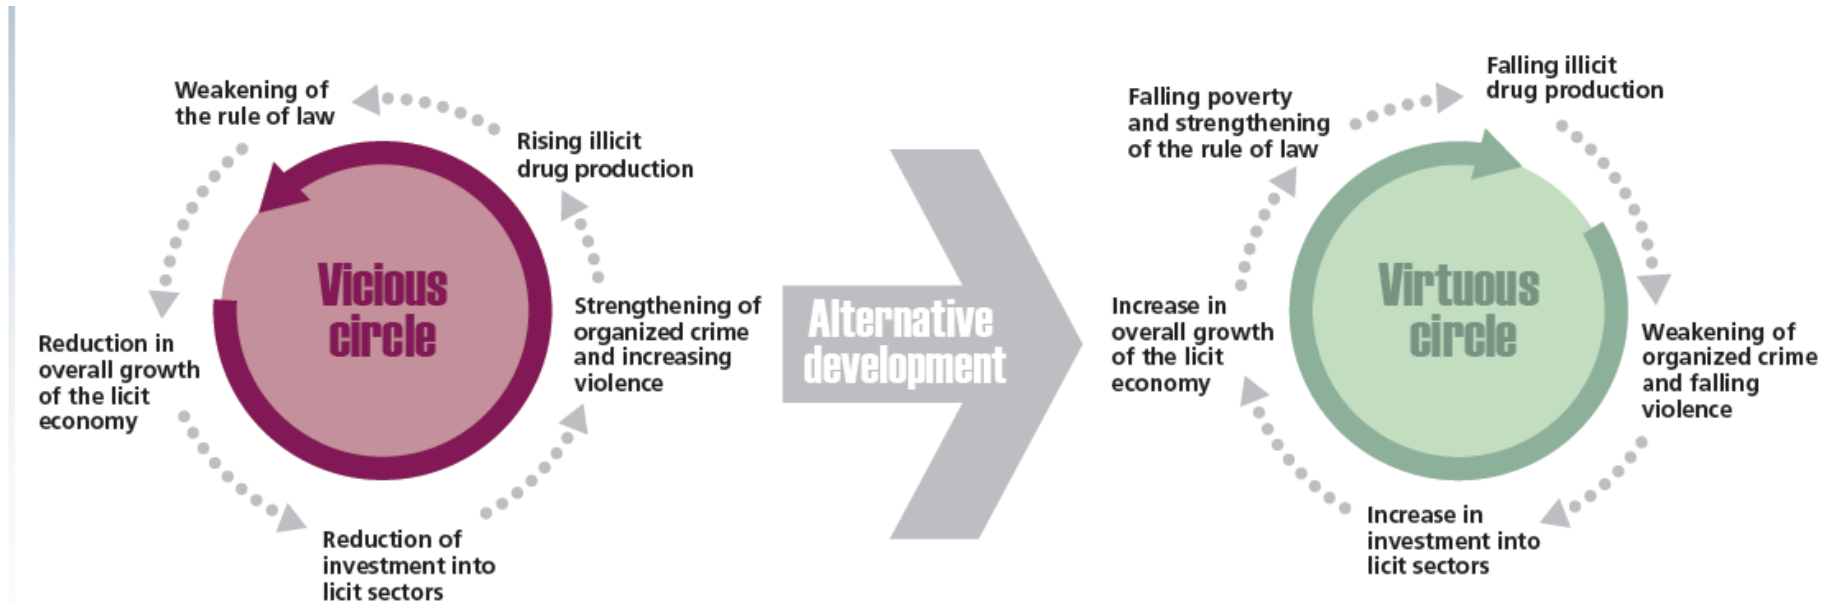 Weakening of
the rule of law
Rising illicit
drug production
Vicious
circle
Strengthening of
organized crime
and increasing
violence
Reduction in
overall growth
of the licit
economy
Reduction of
investment into
licit sectors
Alternative
development
Falling poverty
and strengthening
of the rule of law
Falling illicit
drug production
Virtuous
circle
Increase in
overall growth
of the licit
economy
Weakening of
organized crime
and falling
violence
Increase in
investment into
licit sectors